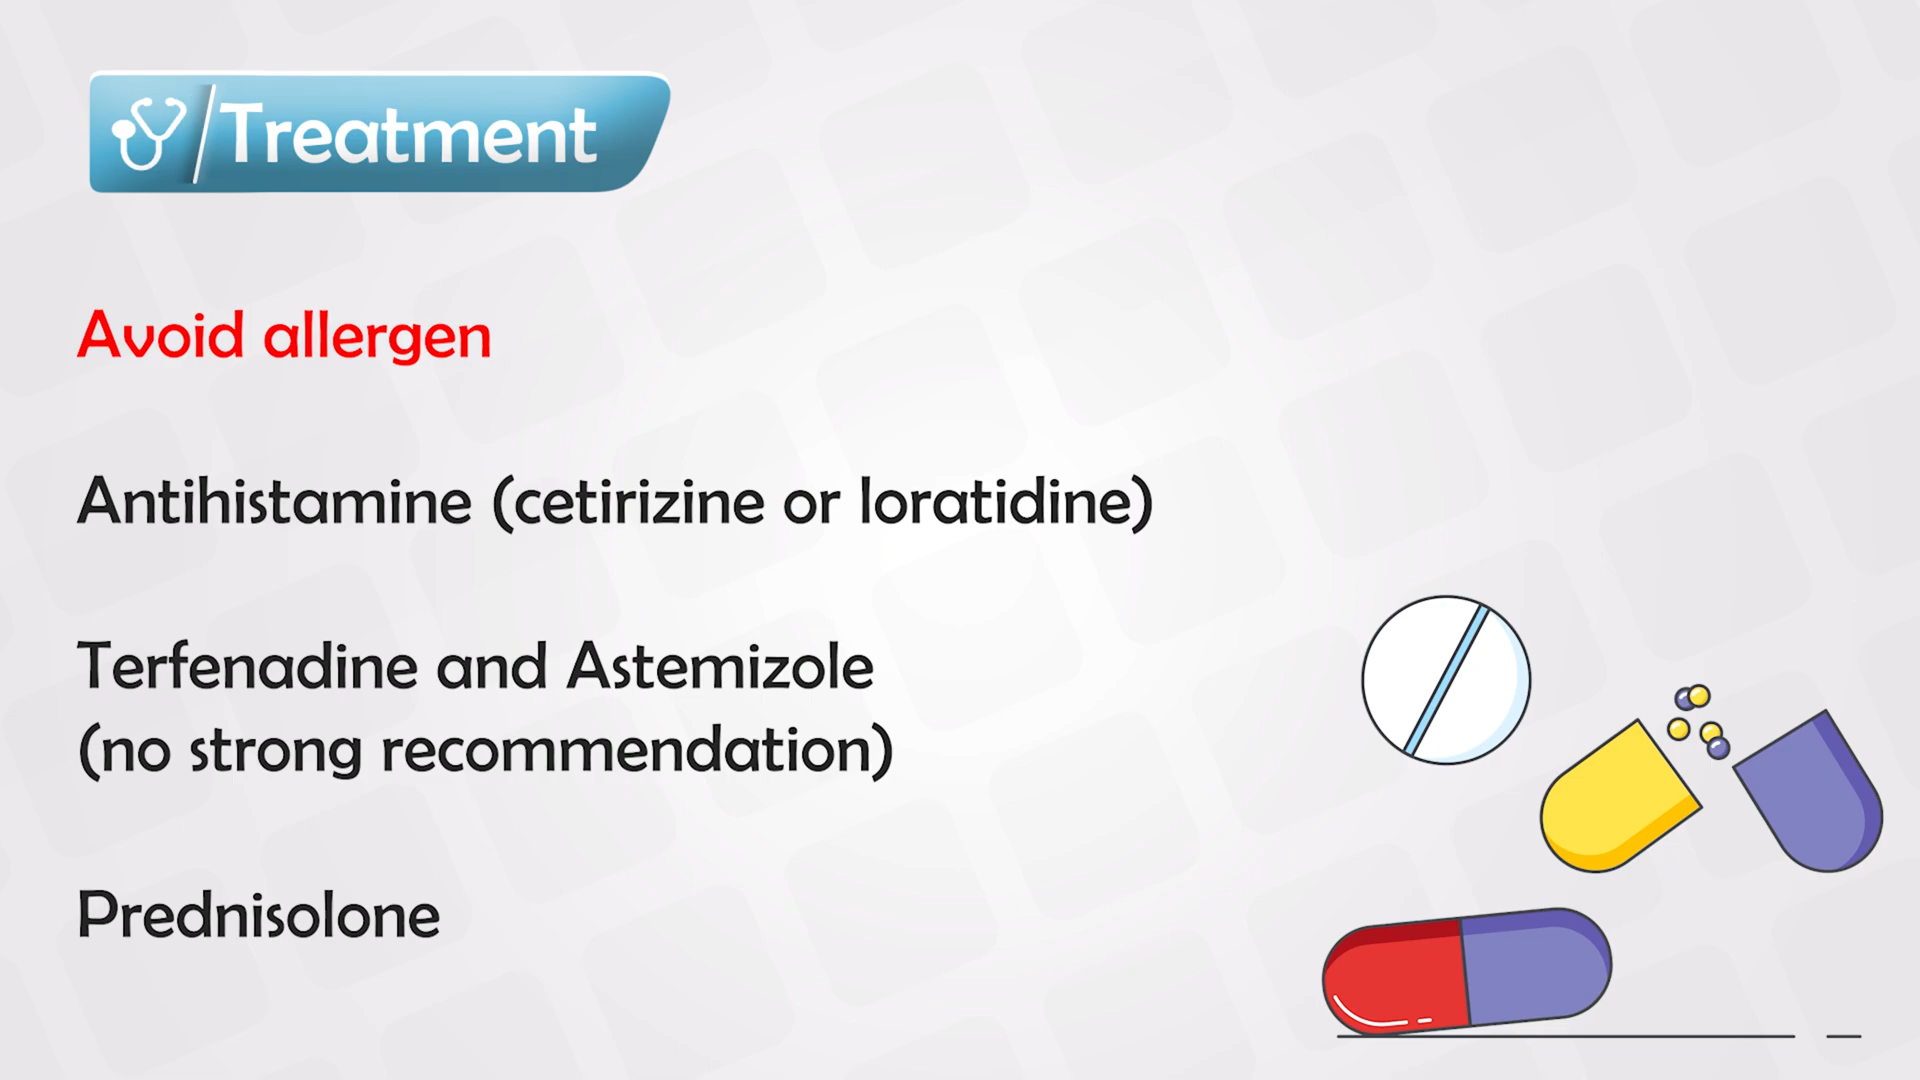 Treatment
Avoid allergen
Antihistamine (cetirizine or loratidine)
Terfenadine and Astemizole
(no strong recommendation)
Prednisolone